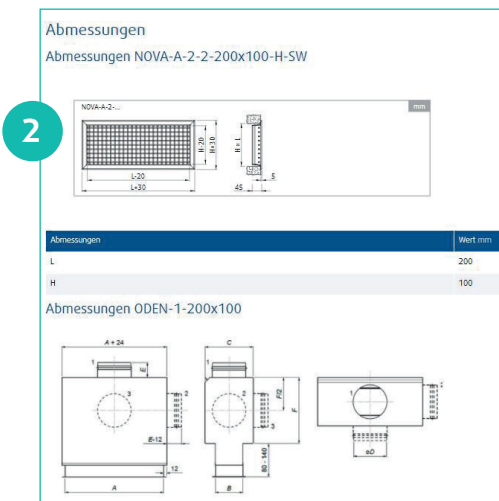 Abmessungen
Abmessungen NOVA-A-2-2-200x100-H-SW
2
NOVA-A-2-...
mm
H-20
H+30
H × L
L-20
L+30
5
45
Abmessungen Wert mm
L 200
H 100
Abmessungen ODEN-1-200x100
A + 24
C
1
E
1
1
2
3
2
F/2
F
2
3
E-12
12
80 - 140
A
B
øD